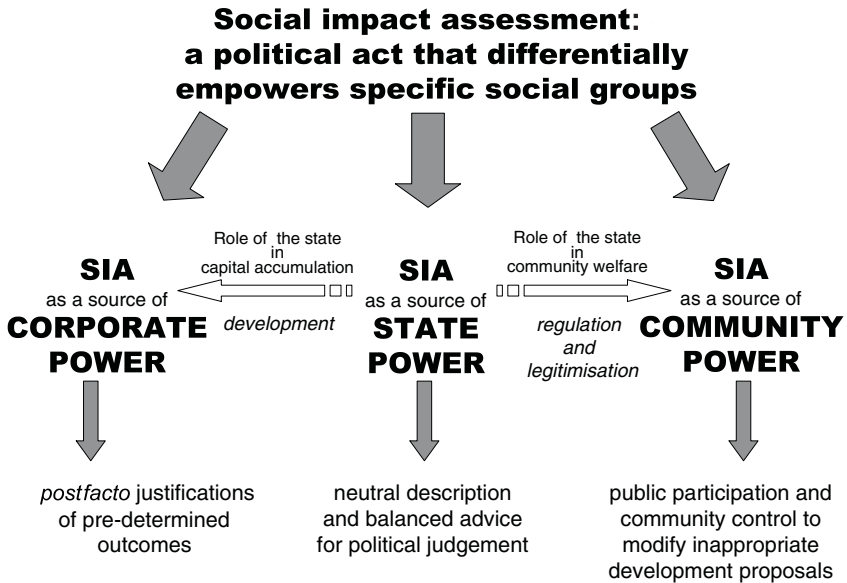 Social impact assessment:
a political act that differentially
empowers specific social groups
Role of the state
in
capital accumulation
Role of the state
in
community welfare
SIA
as a source of
CORPORATE
POWER
development
SIA
as a source of
STATE
POWER
regulation
and
legitimisation
SIA
as a source of
COMMUNITY
POWER
postfacto justifications
of pre-determined
outcomes
neutral description
and balanced advice
for political judgement
public participation and
community control to
modify inappropriate
development proposals